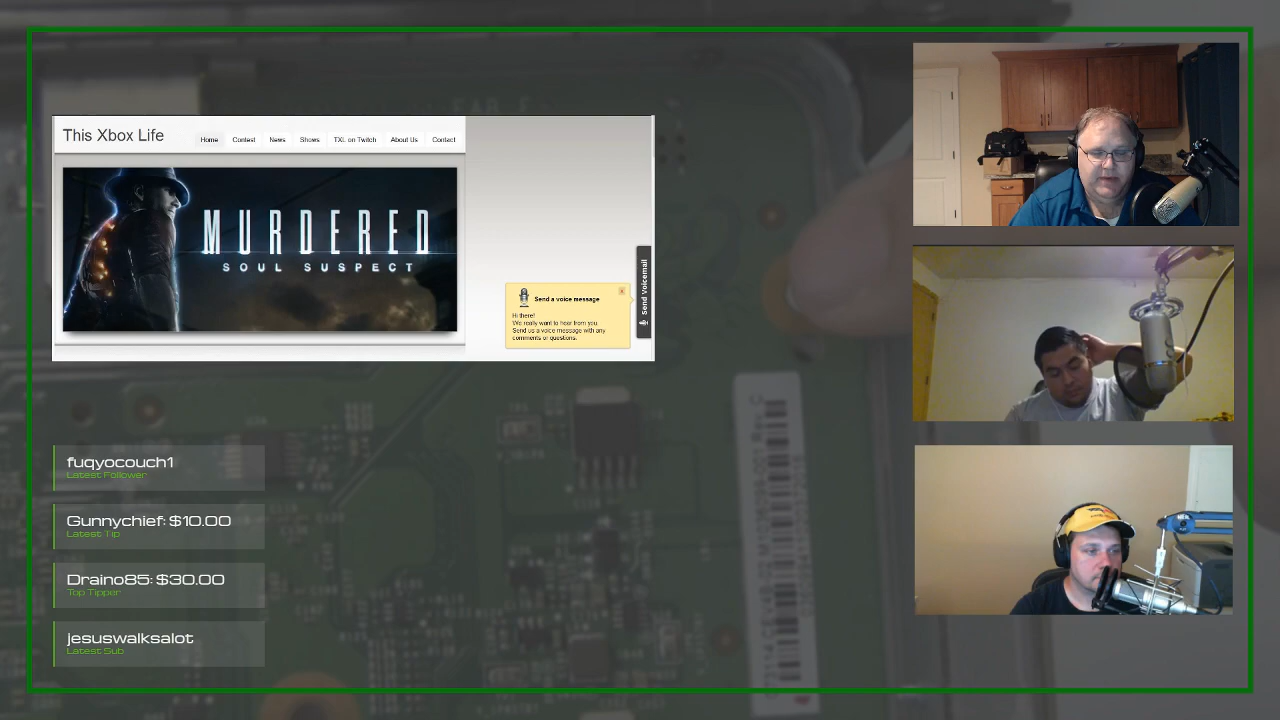 This Xbox Life
Home Contest News Shows TXL on Twitch About Us Contact
MURDERED
SOUL SUSPECT
Send a voice message
x
Hi there!
We really want to hear from you.
Send us a voice message with any
comments or questions.
Send Voicemail
fuqyocouch1
Latest Follower
Gunnychief: $10.00
Latest Tip
Draino85: $30.00
Top Tipper
jesuswalksalot
Latest Sub